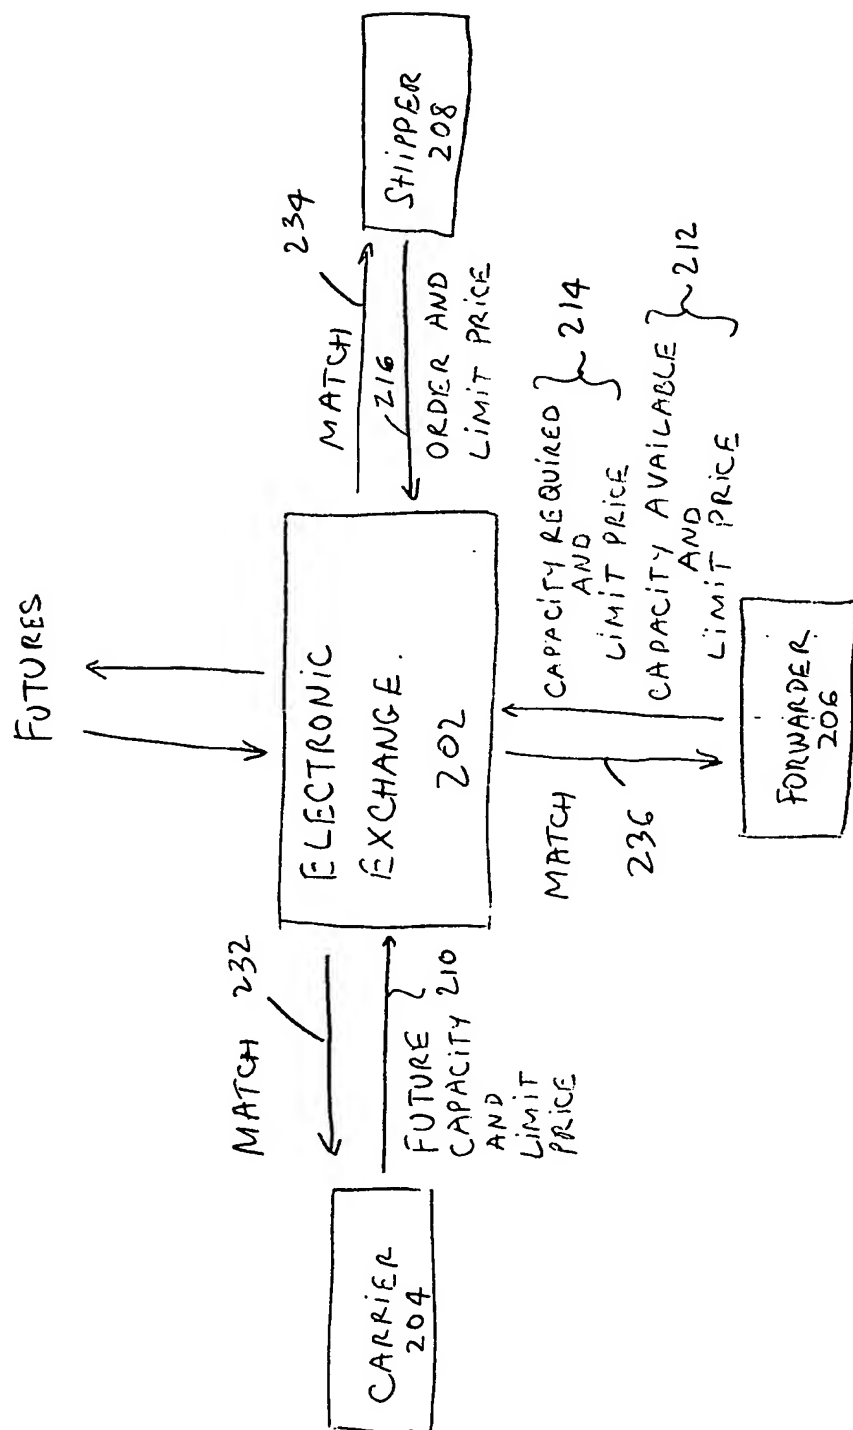 FUTURES
MATCH 232
ELECTRONIC
EXCHANGE.
202
MATCH
234
216
ORDER AND
LIMIT PRICE
SHIPPER
208
CARRIER
204
FUTURE
CAPACITY 210
AND
LIMIT
PRICE
MATCH
236
CAPACITY REQUIRED
AND
LIMIT PRICE
214
CAPACITY AVAILABLE
AND
LIMIT PRICE
212
FORWARDER
206